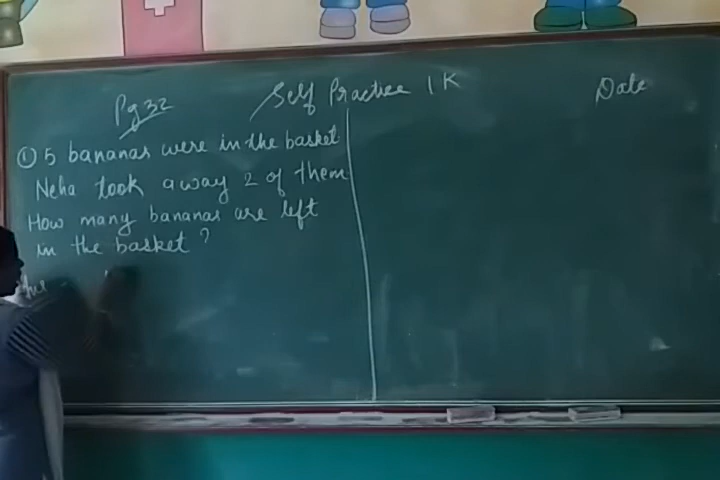 Pg 32
Self Practice 1K
Date
① 5 bananas were in the basket.
Neha took away 2 of them
How many bananas are left
in the basket?